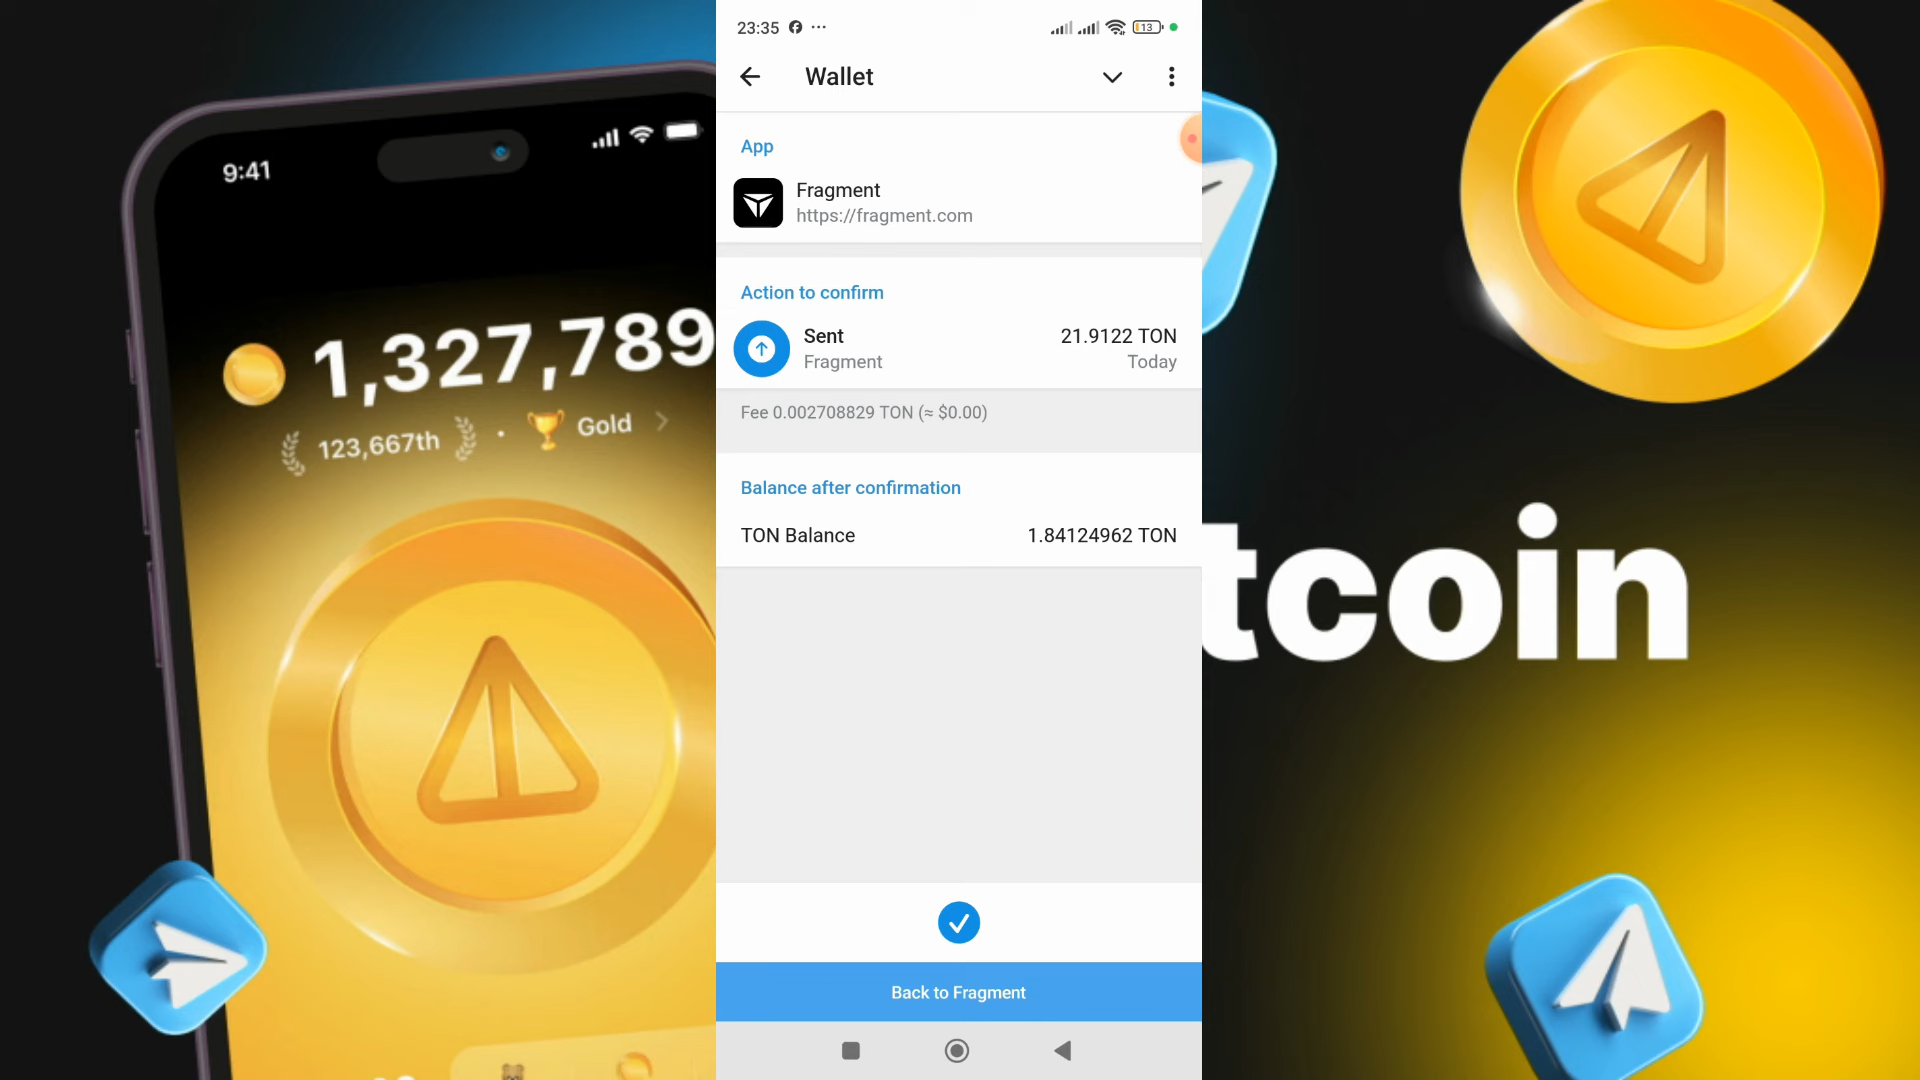 9:41
1,327,789
123,667th · Gold
23:35
13
Wallet
App
Fragment
https://fragment.com
Action to confirm
Sent 21.9122 TON
Fragment Today
Fee 0.002708829 TON (≈ $0.00)
Balance after confirmation
TON Balance 1.84124962 TON
Back to Fragment
tcoin